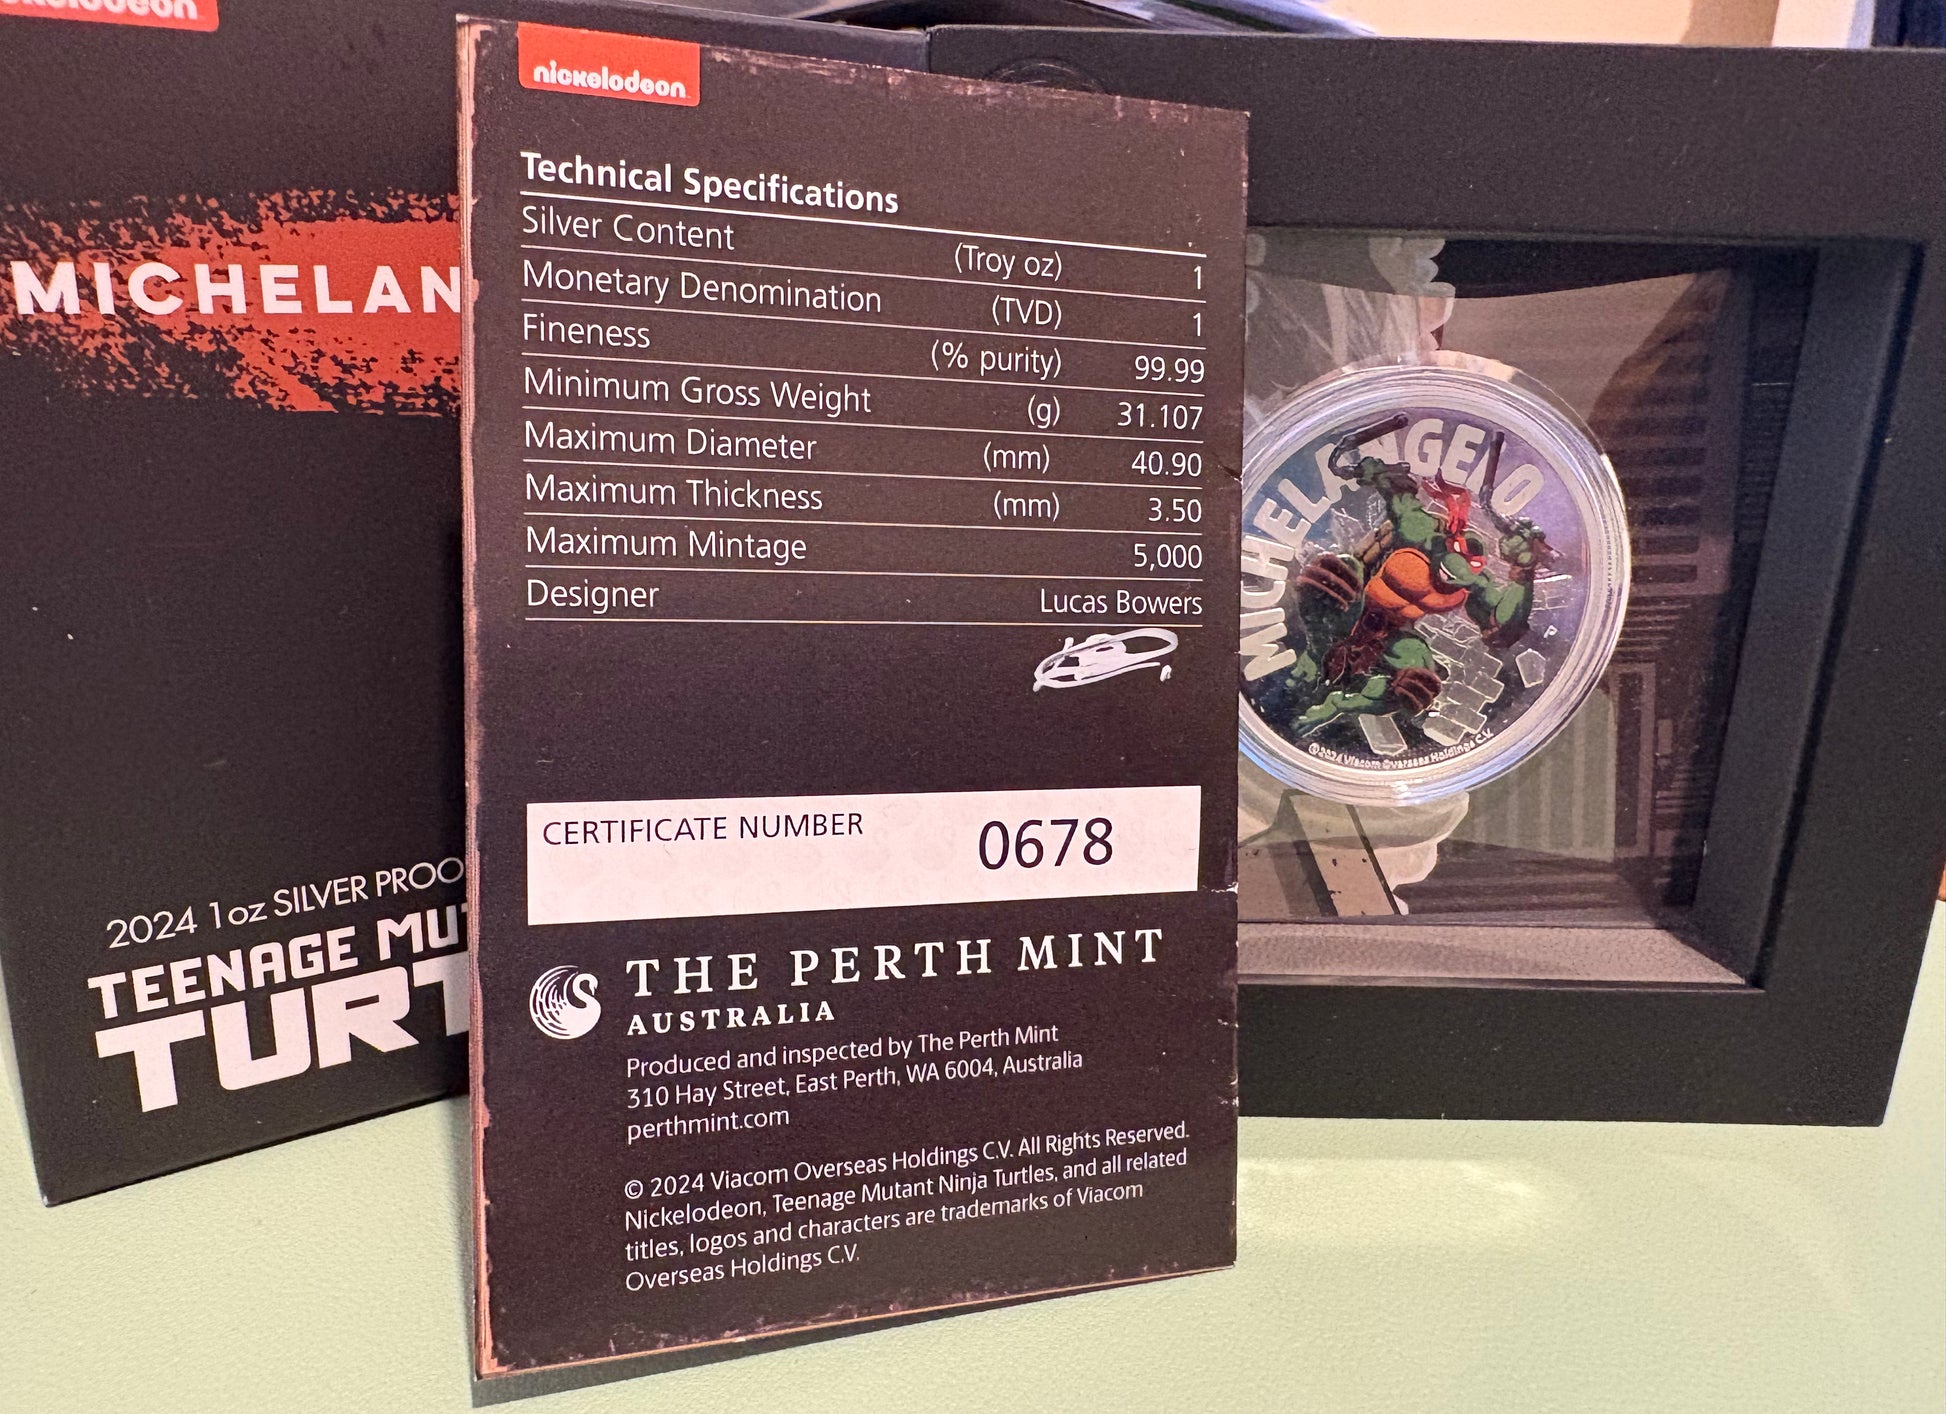 nickelodeon
MICHELAN
2024 1oz SILVER PROO
TEENAGE MU
TURT
nickelodeon
Technical Specifications
Silver Content (Troy oz) 1
Monetary Denomination (TVD) 1
Fineness (% purity) 99.99
Minimum Gross Weight (g) 31.107
Maximum Diameter (mm) 40.90
Maximum Thickness (mm) 3.50
Maximum Mintage 5,000
Designer Lucas Bowers
CERTIFICATE NUMBER 0678
THE PERTH MINT
AUSTRALIA
Produced and inspected by The Perth Mint
310 Hay Street, East Perth, WA 6004, Australia
perthmint.com
© 2024 Viacom Overseas Holdings C.V. All Rights Reserved.
Nickelodeon, Teenage Mutant Ninja Turtles, and all related
titles, logos and characters are trademarks of Viacom
Overseas Holdings C.V.
MICHELANGELO
P
©2024 Viacom Overseas Holdings C.V.